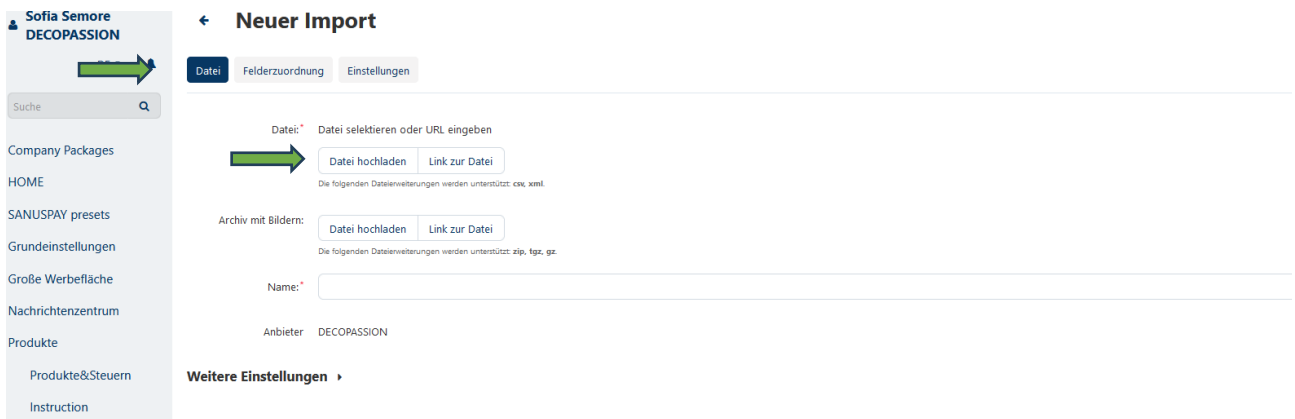 Sofia Semore
DECOPASSION
Suche
Company Packages
HOME
SANUSPAY presets
Grundeinstellungen
Große Werbefläche
Nachrichtenzentrum
Produkte
Produkte&Steuern
Instruction
Neuer Import
Datei Felderzuordnung Einstellungen
Datei:* Datei selektieren oder URL eingeben
Datei hochladen Link zur Datei
Die folgenden Dateierweiterungen werden unterstützt: csv, xml.
Archiv mit Bildern:
Datei hochladen Link zur Datei
Die folgenden Dateierweiterungen werden unterstützt: zip, tgz, gz.
Name:*
Anbieter DECOPASSION
Weitere Einstellungen